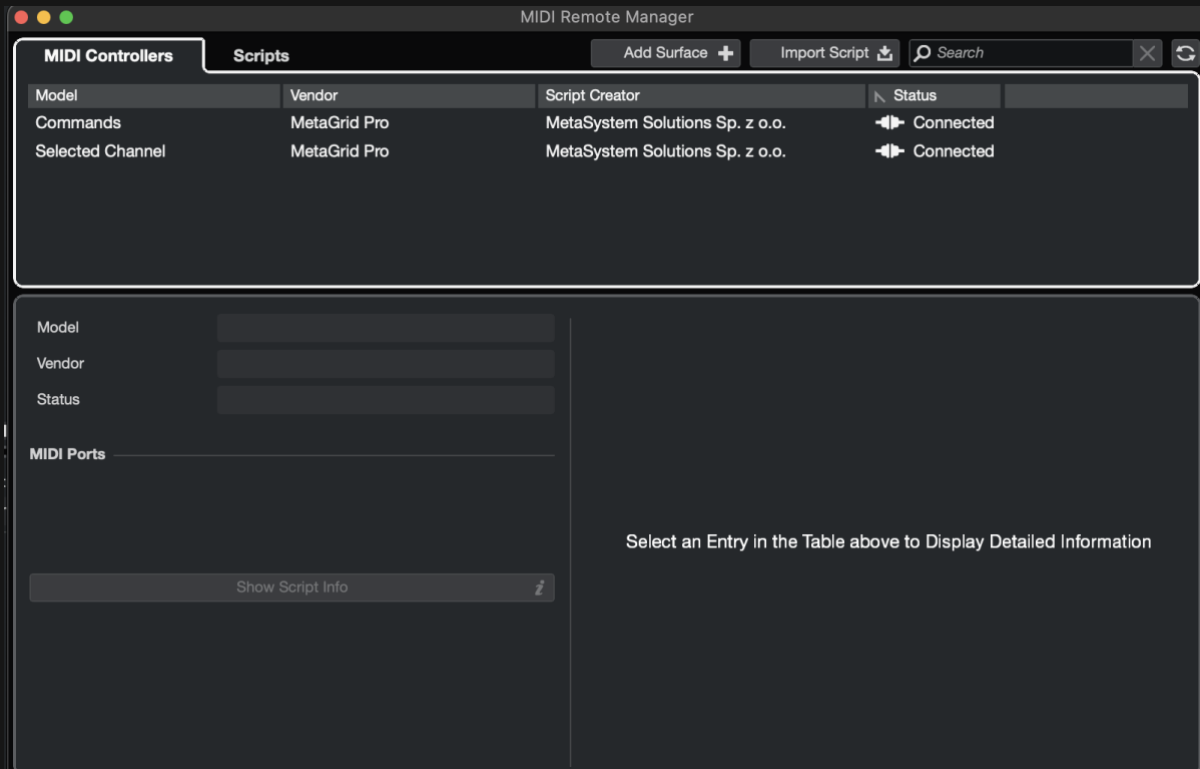 MIDI Remote Manager
MIDI Controllers Scripts Add Surface Import Script Search
Model Vendor Script Creator Status
Commands MetaGrid Pro MetaSystem Solutions Sp. z o.o. Connected
Selected Channel MetaGrid Pro MetaSystem Solutions Sp. z o.o. Connected
Model
Vendor
Status
MIDI Ports
Select an Entry in the Table above to Display Detailed Information
Show Script Info